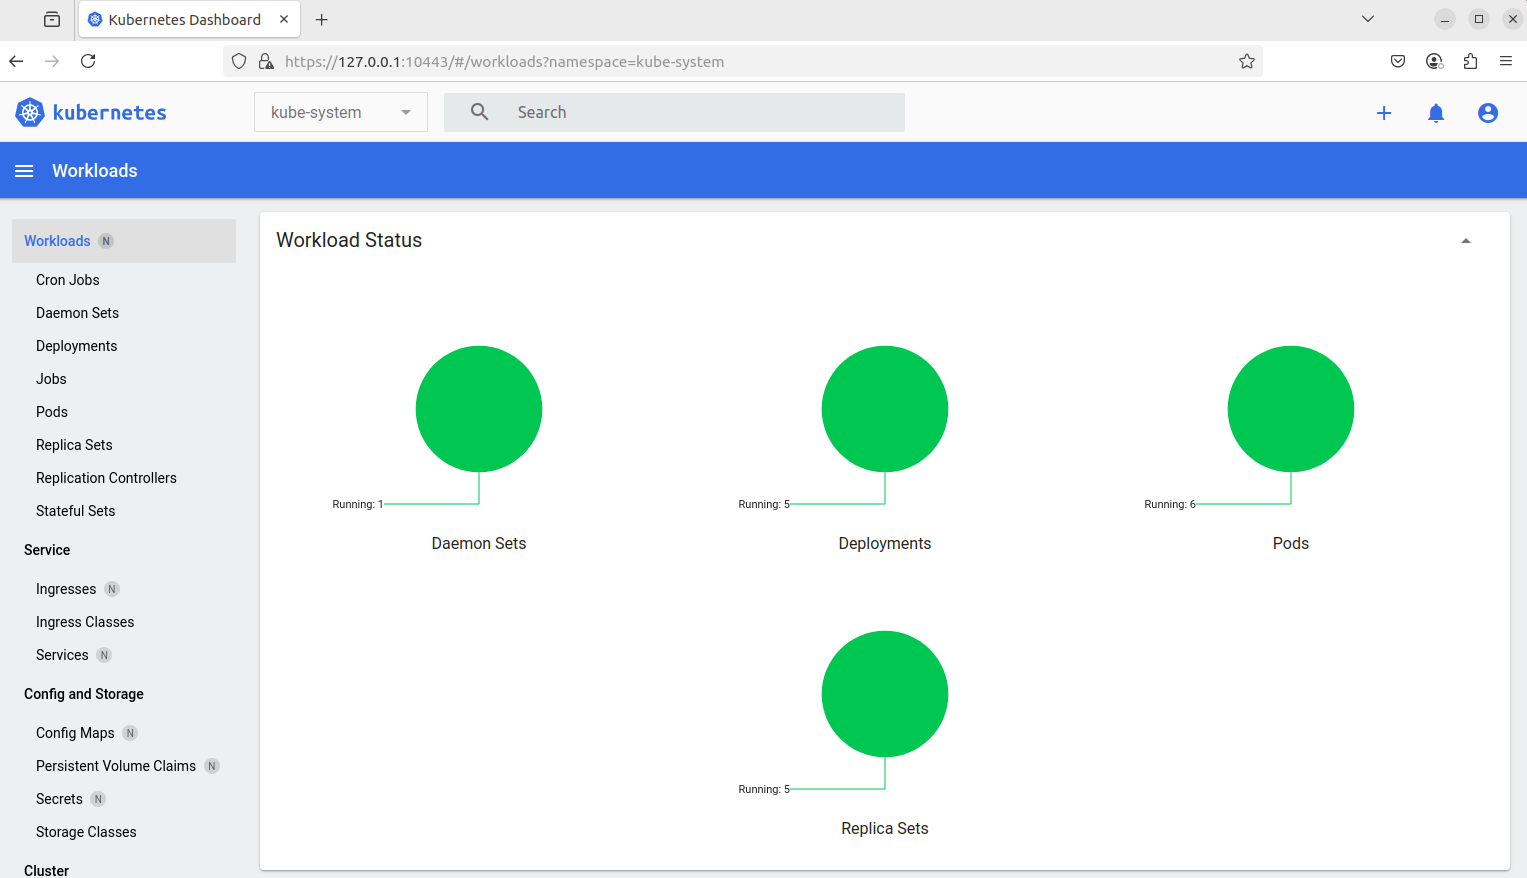 Kubernetes Dashboard
https://127.0.0.1:10443/#/workloads?namespace=kube-system
kubernetes
kube-system
Search
Workloads
Workloads N
Cron Jobs
Daemon Sets
Deployments
Jobs
Pods
Replica Sets
Replication Controllers
Stateful Sets
Service
Ingresses N
Ingress Classes
Services N
Config and Storage
Config Maps N
Persistent Volume Claims N
Secrets N
Storage Classes
Cluster
Workload Status
Running: 1
Daemon Sets
Running: 5
Deployments
Running: 6
Pods
Running: 5
Replica Sets